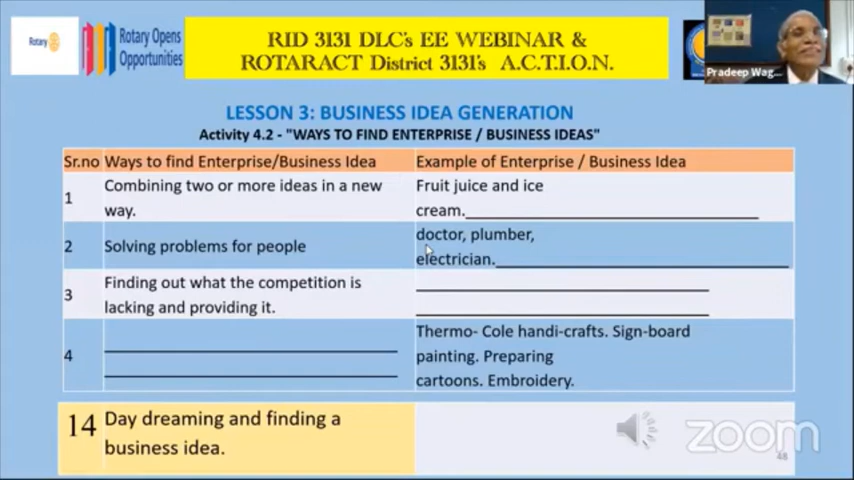 Rotary
Rotary Opens
Opportunities
RID 3131 DLC's EE WEBINAR &
ROTARACT District 3131's A.C.T.I.O.N.
Pradeep Wag...
LESSON 3: BUSINESS IDEA GENERATION
Activity 4.2 - "WAYS TO FIND ENTERPRISE / BUSINESS IDEAS"
Sr.no Ways to find Enterprise/Business Idea Example of Enterprise / Business Idea
1 Combining two or more ideas in a new way. Fruit juice and ice cream.
2 Solving problems for people doctor, plumber, electrician.
3 Finding out what the competition is lacking and providing it.
4 Thermo- Cole handi-crafts. Sign-board painting. Preparing cartoons. Embroidery.
14 Day dreaming and finding a business idea.
zoom
48